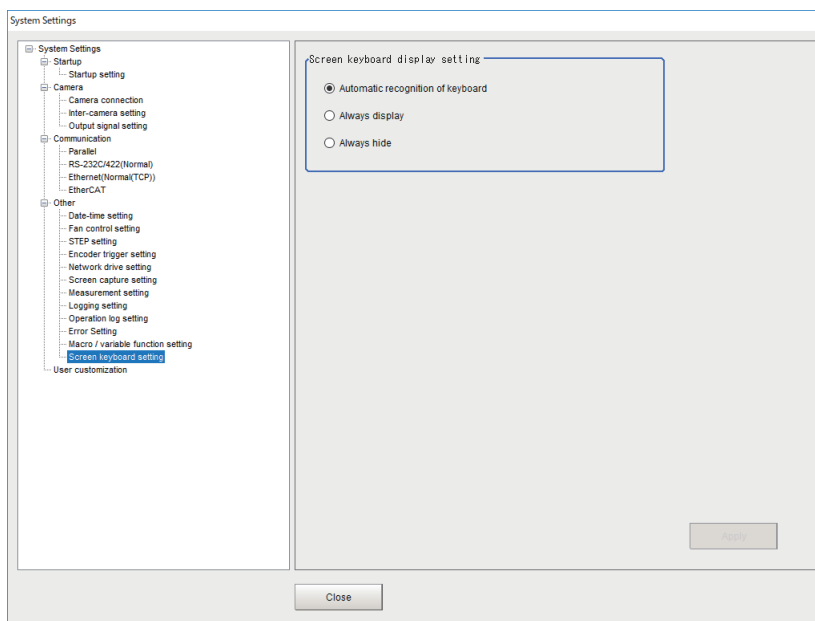 System Settings
System Settings
Startup
Startup setting
Camera
Camera connection
Inter-camera setting
Output signal setting
Communication
Parallel
RS-232C/422(Normal)
Ethernet(Normal(TCP))
EtherCAT
Other
Date-time setting
Fan control setting
STEP setting
Encoder trigger setting
Network drive setting
Screen capture setting
Measurement setting
Logging setting
Operation log setting
Error Setting
Macro / variable function setting
Screen keyboard setting
User customization
Screen keyboard display setting
Automatic recognition of keyboard
Always display
Always hide
Apply
Close